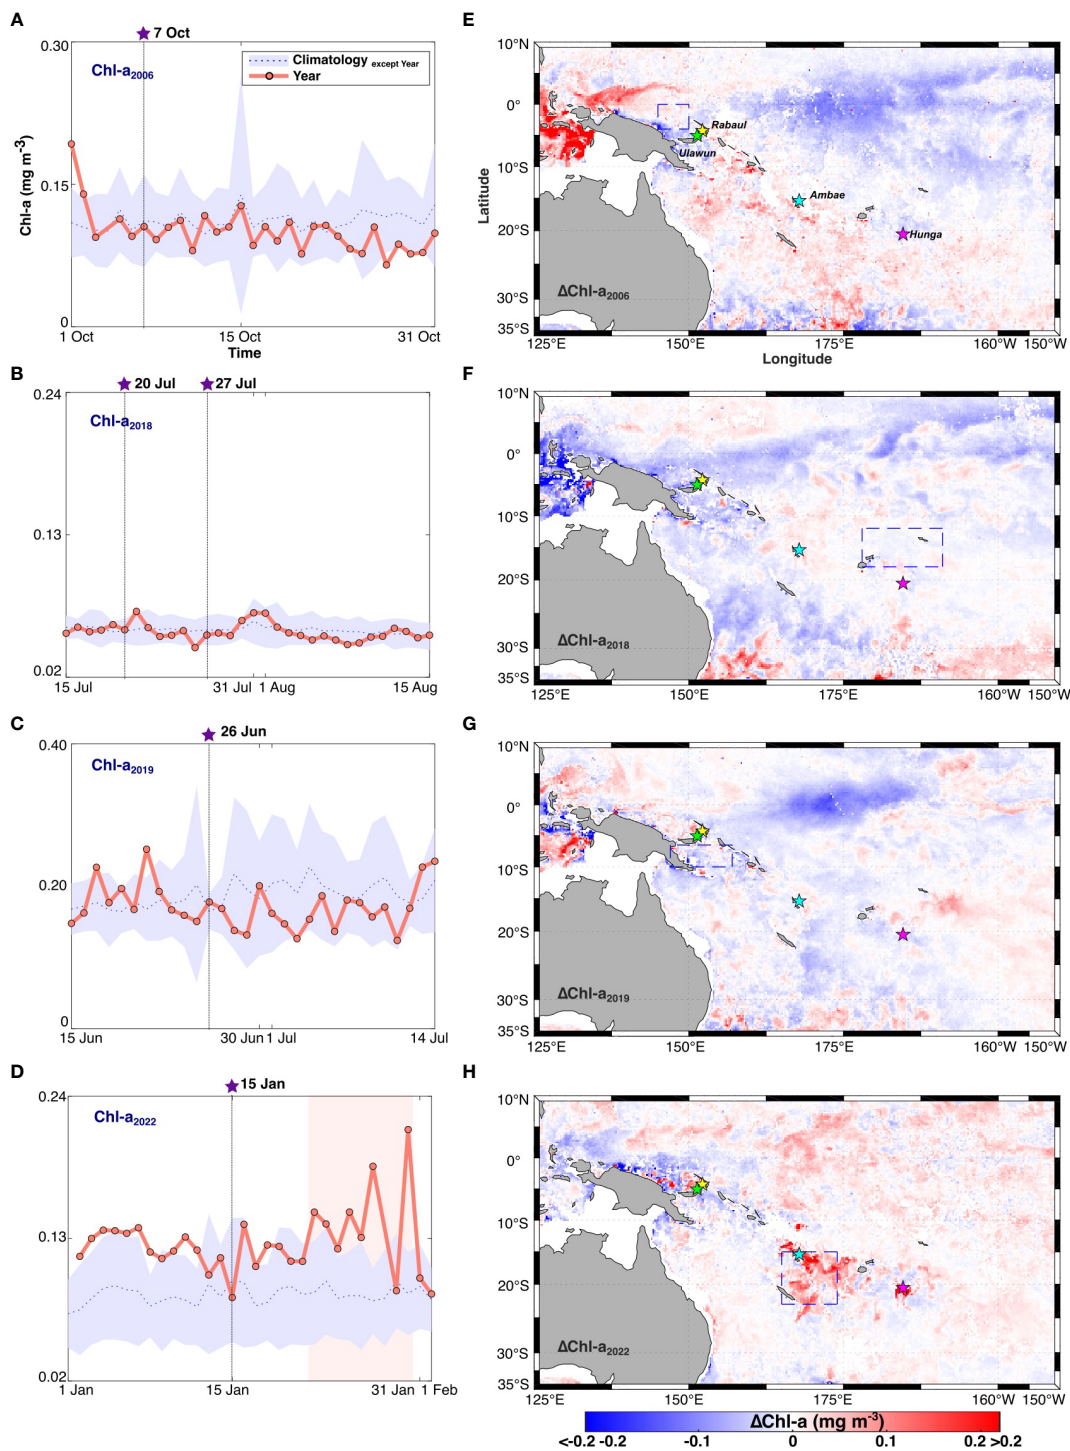 A
7 Oct
0.30
Chl-a2006
Climatology except Year
Year
0.15
Chl-a (mg m-3)
0
1 Oct
15 Oct
31 Oct
Time
B
20 Jul
27 Jul
0.24
Chl-a2018
0.13
0.02
15 Jul
31 Jul
1 Aug
15 Aug
C
26 Jun
0.40
Chl-a2019
0.20
0
15 Jun
30 Jun
1 Jul
14 Jul
D
15 Jan
0.24
Chl-a2022
0.13
0.02
1 Jan
15 Jan
31 Jan
1 Feb
E
10°N
0°
Rabaul
Ulawun
10°S
Latitude
Ambae
20°S
Hunga
ΔChl-a2006
30°S
35°S
125°E
150°E
175°E
160°W
150°W
Longitude
F
10°N
0°
10°S
20°S
ΔChl-a2018
30°S
35°S
125°E
150°E
175°E
160°W
150°W
G
10°N
0°
10°S
20°S
ΔChl-a2019
30°S
35°S
125°E
150°E
175°E
160°W
150°W
H
10°N
0°
10°S
20°S
ΔChl-a2022
30°S
35°S
125°E
150°E
175°E
160°W
150°W
ΔChl-a (mg m-3)
<-0.2
-0.2
-0.1
0
0.1
0.2
>0.2